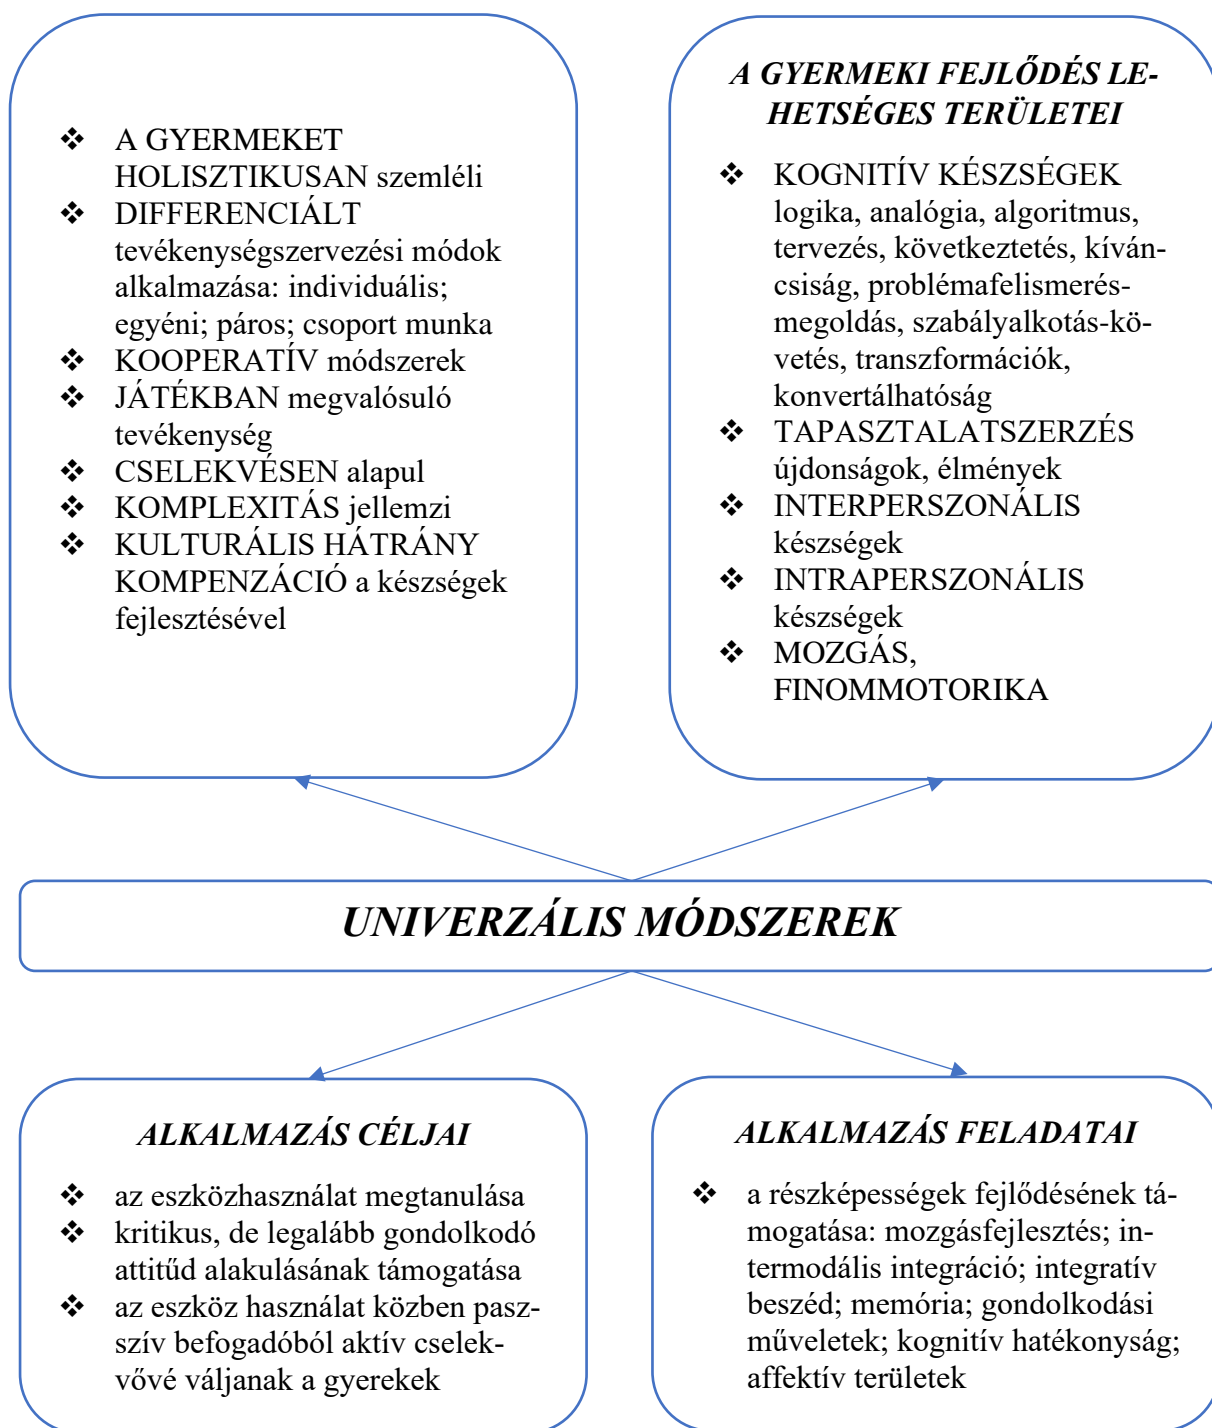 ❖ A GYERMEKET
HOLISZTIKUSAN szemléli
❖ DIFFERENCIÁLT
tevékenységszervezési módok
alkalmazása: individuális;
egyéni; páros; csoport munka
❖ KOOPERATÍV módszerek
❖ JÁTÉKBAN megvalósuló
tevékenység
❖ CSELEKVÉSEN alapul
❖ KOMPLEXITÁS jellemzi
❖ KULTURÁLIS HÁTRÁNY
KOMPENZÁCIÓ a készségek
fejlesztésével
A GYERMEKI FEJLŐDÉS LE-
HETSÉGES TERÜLETEI
❖ KOGNITÍV KÉSZSÉGEK
logika, analógia, algoritmus,
tervezés, következtetés, kíván-
csiság, problémafelismerés-
megoldás, szabályalkotás-kö-
vetés, transzformációk,
konvertálhatóság
❖ TAPASZTALATSZERZÉS
újdonságok, élmények
❖ INTERPERSZONÁLIS
készségek
❖ INTRAPERSZONÁLIS
készségek
❖ MOZGÁS,
FINOMMOTORIKA
UNIVERZÁLIS MÓDSZEREK
ALKALMAZÁS CÉLJAI
❖ az eszközhasználat megtanulása
❖ kritikus, de legalább gondolkodó
attitűd alakulásának támogatása
❖ az eszköz használat közben pasz-
szív befogadóból aktív cselek-
vővé váljanak a gyerekek
ALKALMAZÁS FELADATAI
❖ a részképességek fejlődésének tá-
mogatása: mozgásfejlesztés; in-
termodális integráció; integratív
beszéd; memória; gondolkodási
műveletek; kognitív hatékonyság;
affektív területek